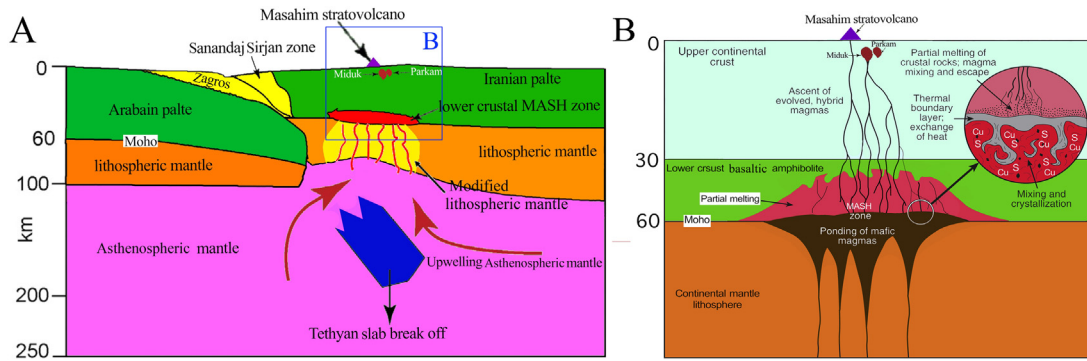 A
Masahim stratovolcano
Sanandaj Sirjan zone
B
0
Zagros
Miduk
Parkam
Iranian palte
Arabain palte
lower crustal MASH zone
60
Moho
lithospheric mantle
lithospheric mantle
100
Modified
lithospheric mantle
km
Asthenospheric mantle
Upwelling Asthenospheric mantle
200
Tethyan slab break off
250
B
Masahim stratovolcano
0
Upper continental
crust
Miduk
Parkam
Partial melting of
crustal rocks; magma
mixing and escape
Ascent of
evolved, hybrid
magmas
Thermal
boundary
layer; exchange
of heat
Cu
S
Cu
S
S
Cu
S
Cu
Cu
Mixing and
crystallization
30
Lower crust basaltic amphibolite
Partial melting
MASH
zone
60
Moho
Ponding of mafic
magmas
Continental mantle
lithosphere